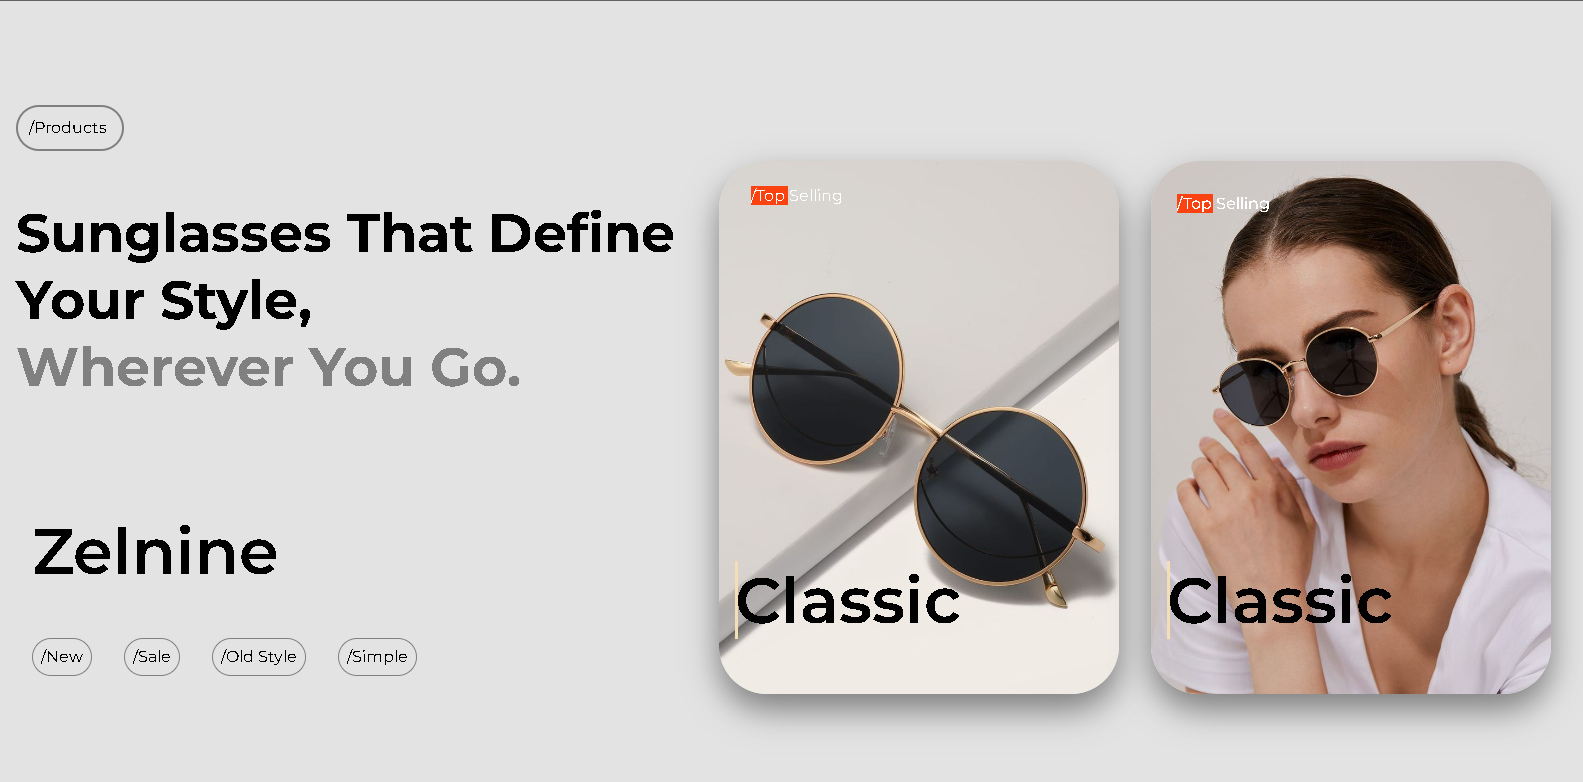 /Products
Sunglasses That Define
Your Style,
Wherever You Go.
Zelnine
/New /Sale /Old Style /Simple
/Top Selling
Classic
/Top Selling
Classic